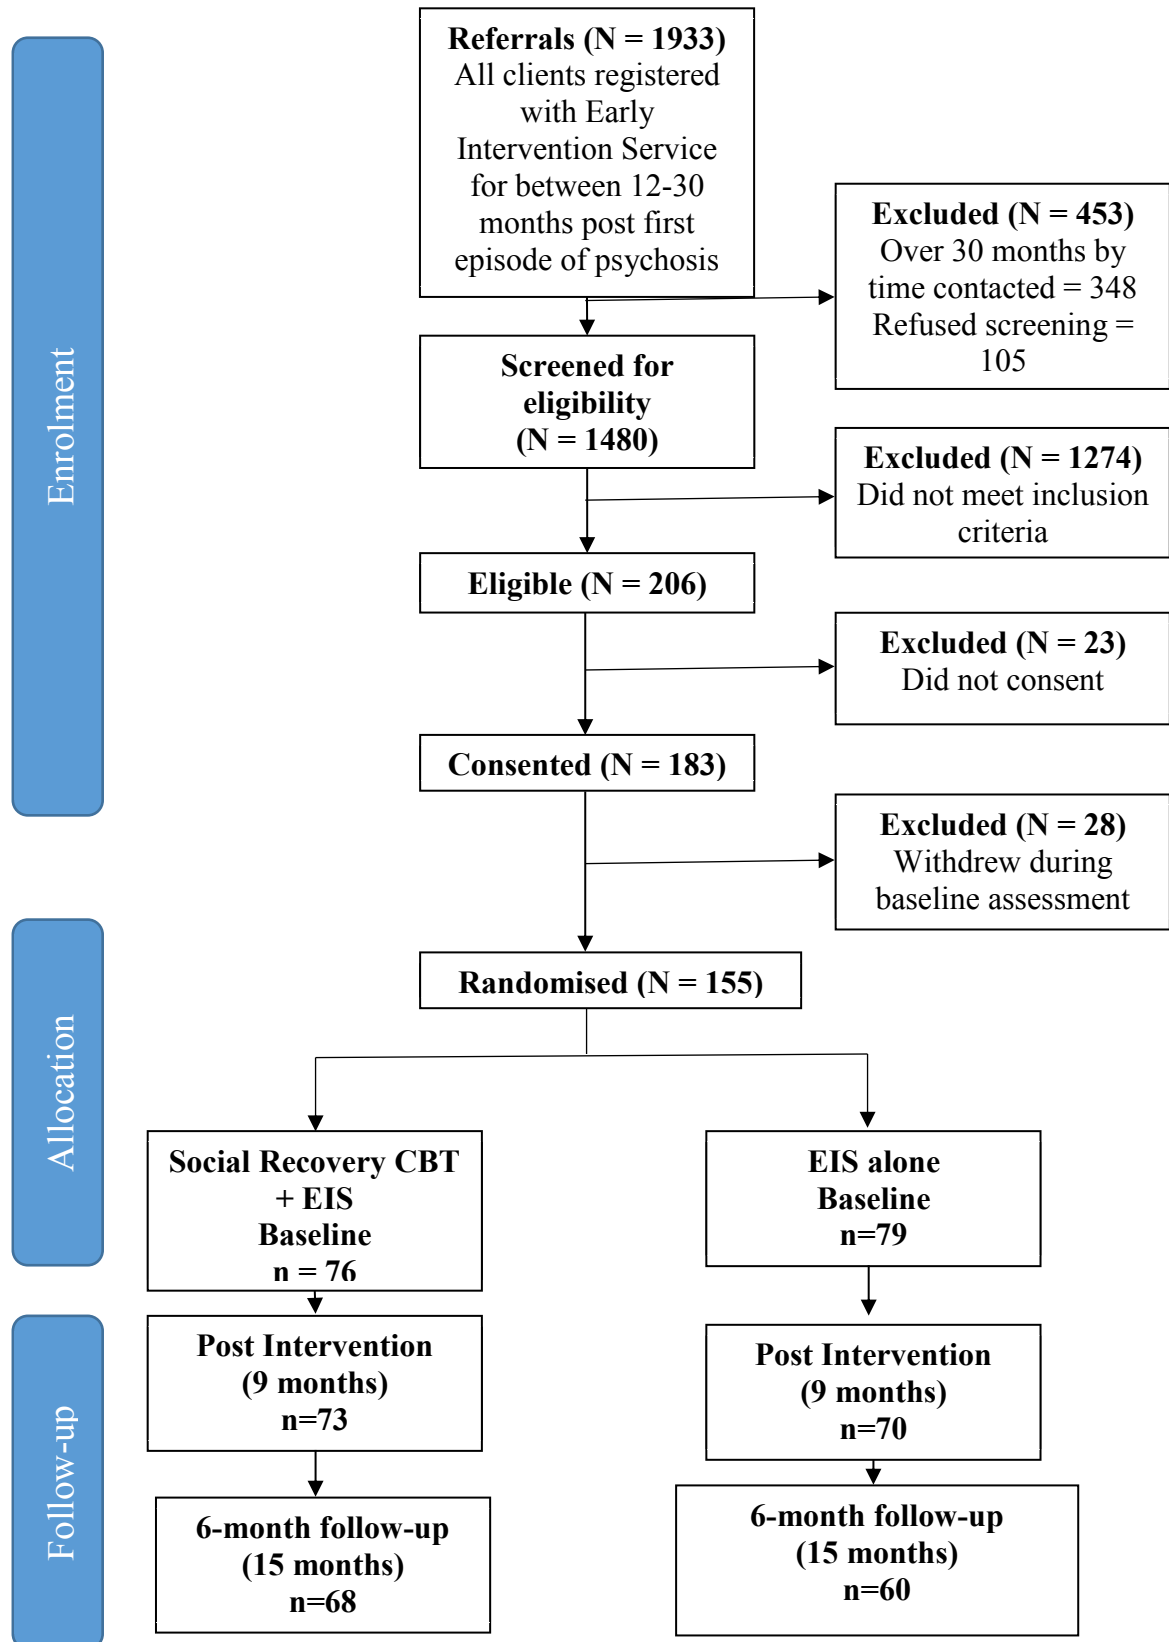 Enrolment
Referrals (N = 1933)
All clients registered
with Early
Intervention Service
for between 12-30
months post first
episode of psychosis
Excluded (N = 453)
Over 30 months by
time contacted = 348
Refused screening =
105
Screened for
eligibility
(N = 1480)
Excluded (N = 1274)
Did not meet inclusion
criteria
Eligible (N = 206)
Excluded (N = 23)
Did not consent
Consented (N = 183)
Excluded (N = 28)
Withdrew during
baseline assessment
Allocation
Randomised (N = 155)
Social Recovery CBT
+ EIS
Baseline
n = 76
EIS alone
Baseline
n=79
Follow-up
Post Intervention
(9 months)
n=73
Post Intervention
(9 months)
n=70
6-month follow-up
(15 months)
n=68
6-month follow-up
(15 months)
n=60